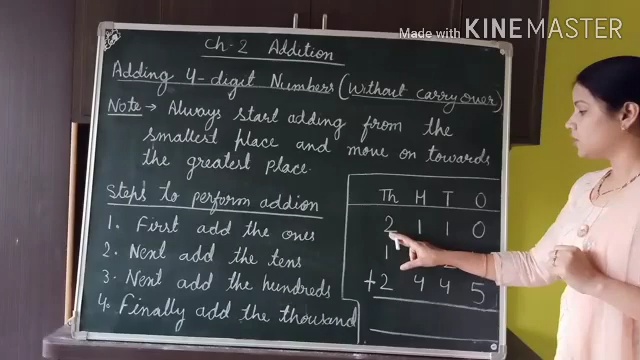 Made with KINEMASTER
Ch-2 Addition
Adding 4-digit Numbers (Without carry over)
Note → Always start adding from the
smallest place and move on towards
the greatest place.
Steps to perform addion
1. First add the ones
2. Next add the tens
3. Next add the hundreds
4. Finally add the thousand
Th H T O
2 1 1 0
1
+ 2 4 4 5